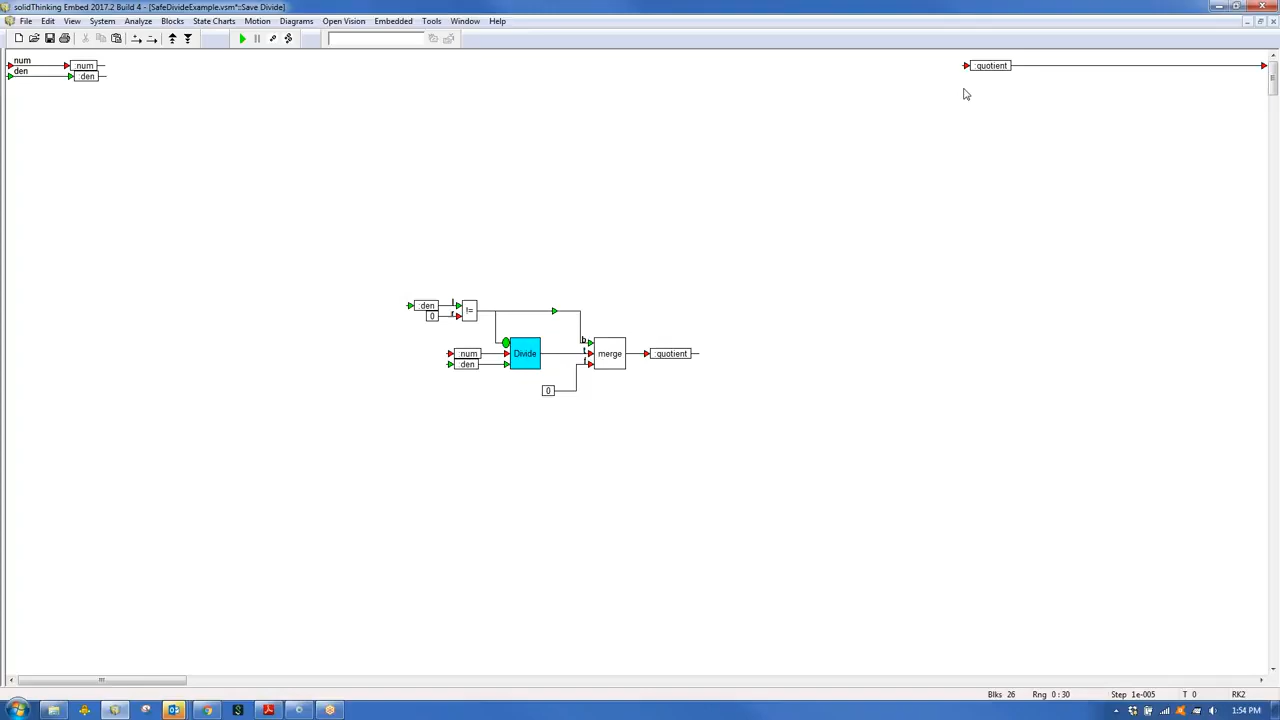 solidThinking Embed 2017.2 Build 4 - [SafeDivideExample.vsm*::Save Divide]
File Edit View System Analyze Blocks State Charts Motion Diagrams Open Vision Embedded Tools Window Help
num :num
den :den
:quotient
:den l
0 r
!=
:num
:den
Divide
b
t
f
merge
:quotient
0
Blks 26 Rng 0:30 Step 1e-005 T 0 RK2
1:54 PM